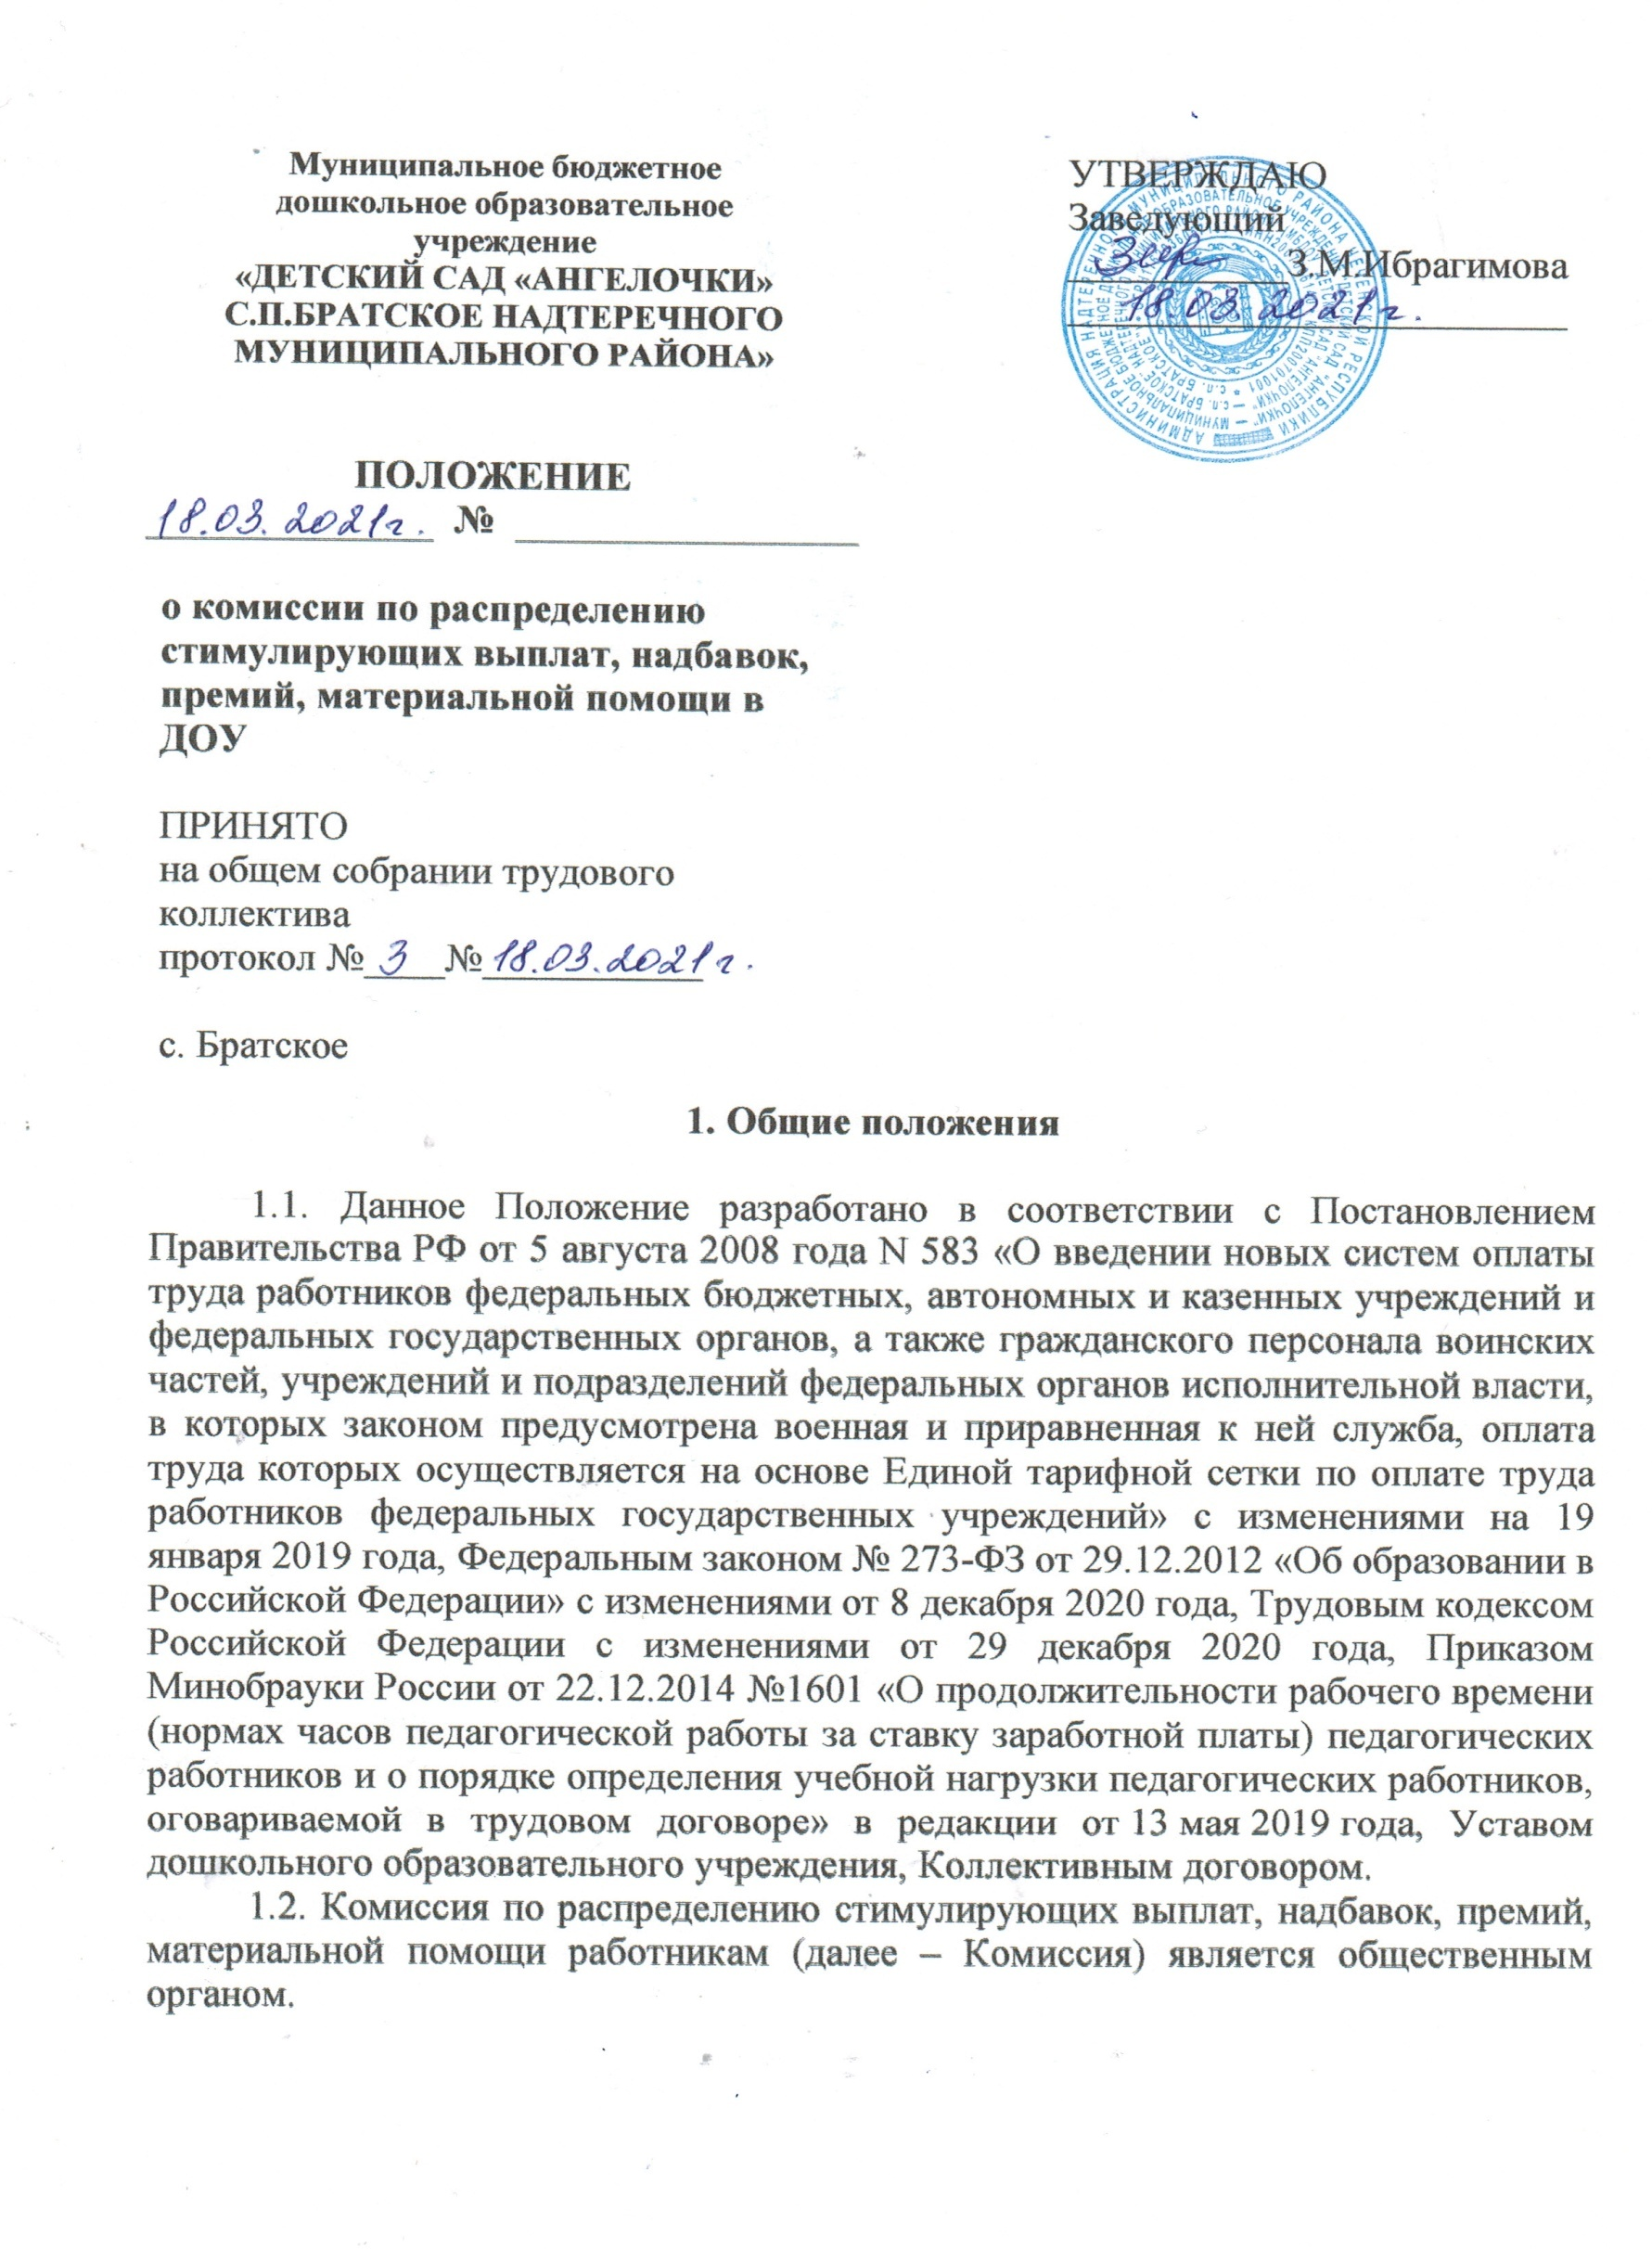 Муниципальное бюджетное
дошкольное образовательное
учреждение
«ДЕТСКИЙ САД «АНГЕЛОЧКИ»
С.П.БРАТСКОЕ НАДТЕРЕЧНОГО
МУНИЦИПАЛЬНОГО РАЙОНА»
УТВЕРЖДАЮ
Заведующий
З.М.Ибрагимова
18.03.2021г.
ПОЛОЖЕНИЕ
18.03.2021г. №
о комиссии по распределению
стимулирующих выплат, надбавок,
премий, материальной помощи в
ДОУ
ПРИНЯТО
на общем собрании трудового
коллектива
протокол № 3 № 18.03.2021г.
с. Братское
1. Общие положения
1.1. Данное Положение разработано в соответствии с Постановлением
Правительства РФ от 5 августа 2008 года N 583 «О введении новых систем оплаты
труда работников федеральных бюджетных, автономных и казенных учреждений и
федеральных государственных органов, а также гражданского персонала воинских
частей, учреждений и подразделений федеральных органов исполнительной власти,
в которых законом предусмотрена военная и приравненная к ней служба, оплата
труда которых осуществляется на основе Единой тарифной сетки по оплате труда
работников федеральных государственных учреждений» с изменениями на 19
января 2019 года, Федеральным законом № 273-ФЗ от 29.12.2012 «Об образовании в
Российской Федерации» с изменениями от 8 декабря 2020 года, Трудовым кодексом
Российской Федерации с изменениями от 29 декабря 2020 года, Приказом
Минобрауки России от 22.12.2014 №1601 «О продолжительности рабочего времени
(нормах часов педагогической работы за ставку заработной платы) педагогических
работников и о порядке определения учебной нагрузки педагогических работников,
оговариваемой в трудовом договоре» в редакции от 13 мая 2019 года, Уставом
дошкольного образовательного учреждения, Коллективным договором.
1.2. Комиссия по распределению стимулирующих выплат, надбавок, премий,
материальной помощи работникам (далее – Комиссия) является общественным
органом.